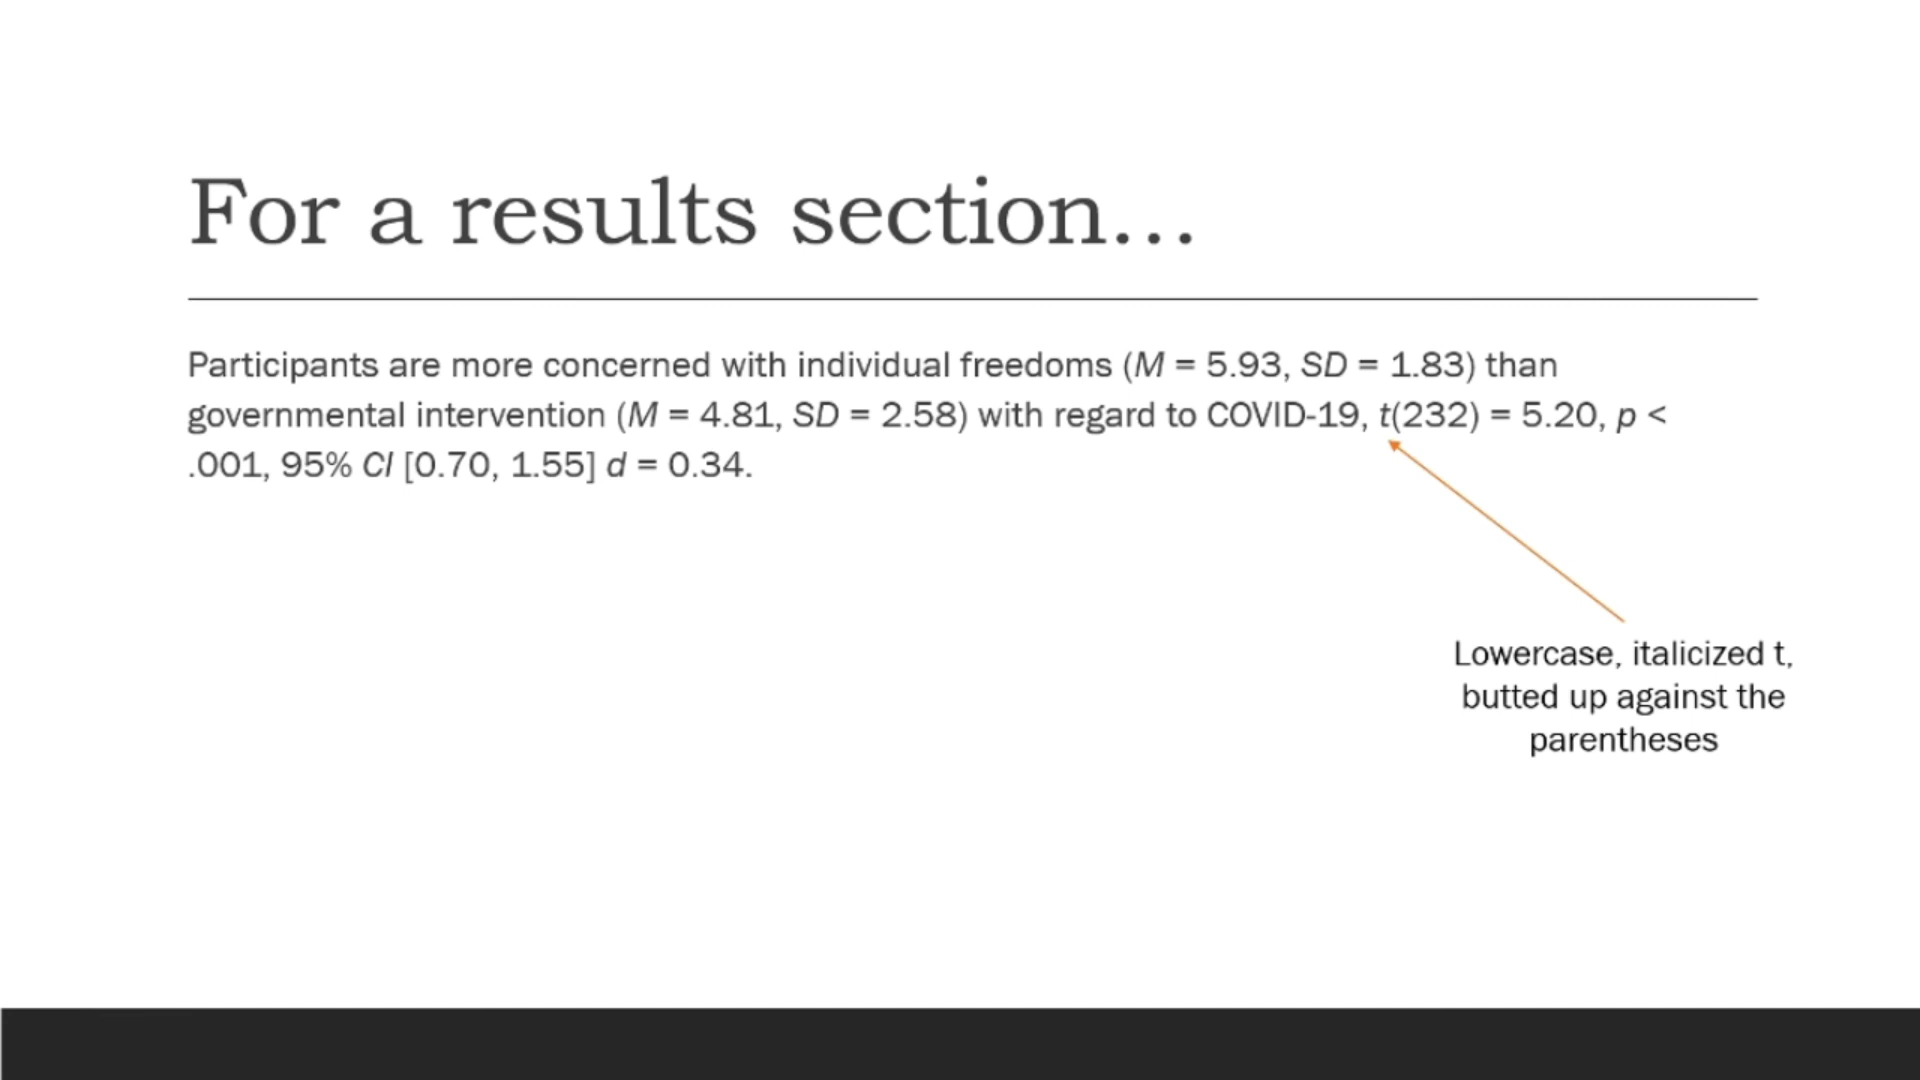 For a results section...
Participants are more concerned with individual freedoms (M = 5.93, SD = 1.83) than
governmental intervention (M = 4.81, SD = 2.58) with regard to COVID-19, t(232) = 5.20, p <
.001, 95% CI [0.70, 1.55] d = 0.34.
Lowercase, italicized t,
butted up against the
parentheses